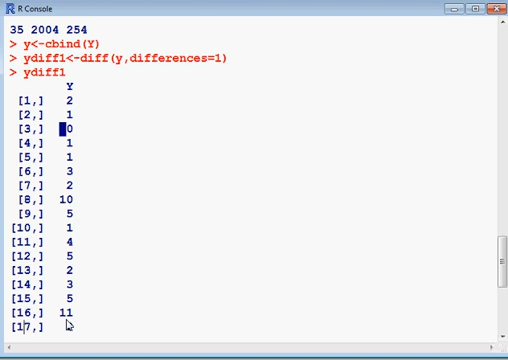 R Console
35 2004 254
> y<-cbind(Y)
> ydiff1<-diff(y,differences=1)
> ydiff1
Y
[1,] 2
[2,] 1
[3,] 0
[4,] 1
[5,] 1
[6,] 3
[7,] 2
[8,] 10
[9,] 5
[10,] 1
[11,] 4
[12,] 5
[13,] 2
[14,] 3
[15,] 5
[16,] 11
[17,]